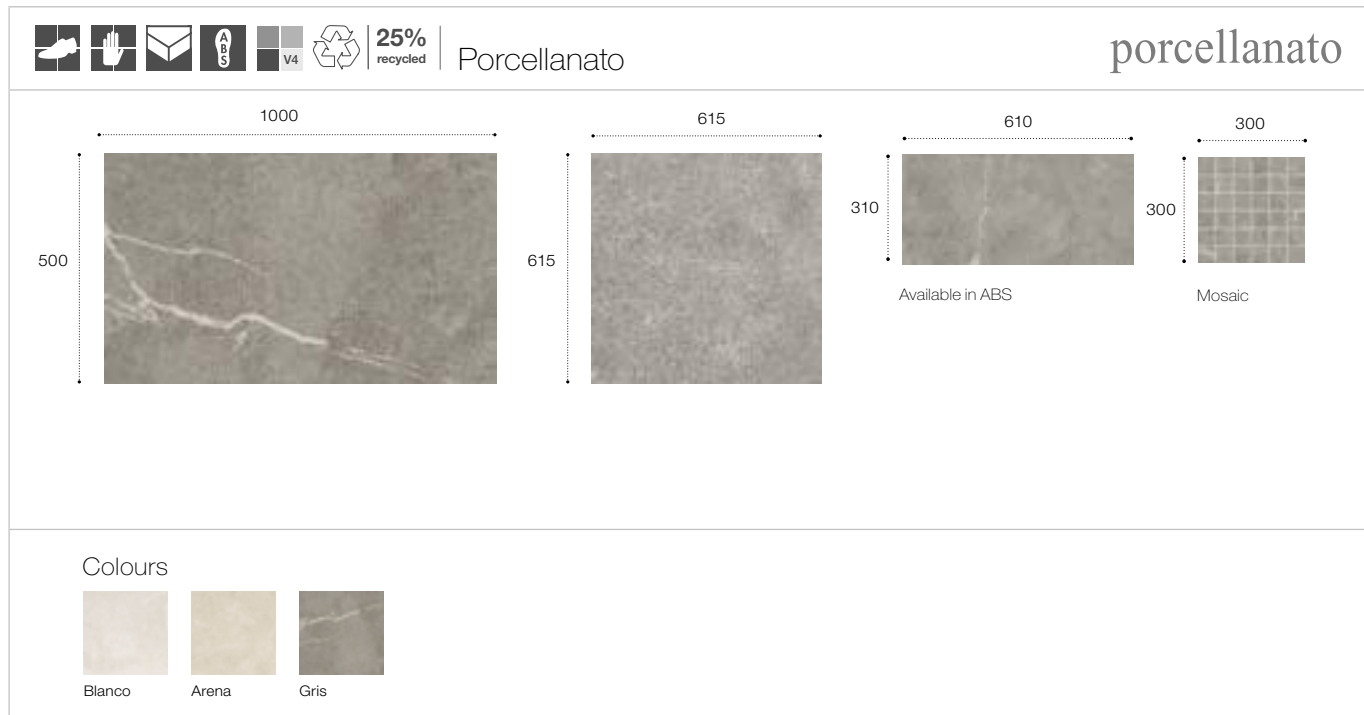 A
B
S
V4
25%
recycled
Porcellanato
porcellanato
1000
615
610
300
500
615
310
300
Available in ABS
Mosaic
Colours
Blanco
Arena
Gris